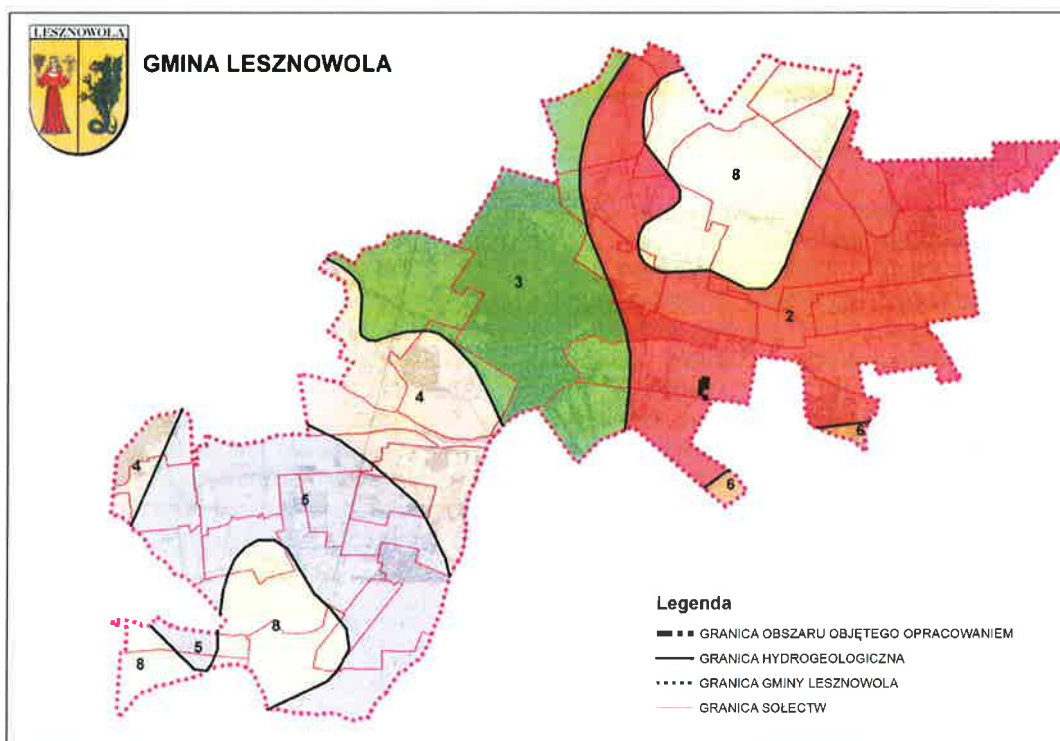 LESZNOWOLA
GMINA LESZNOWOLA
8
3
2
4
6
4
6
5
8
5
8
Legenda
GRANICA OBSZARU OBJĘTEGO OPRACOWANIEM
GRANICA HYDROGEOLOGICZNA
GRANICA GMINY LESZNOWOLA
GRANICA SOŁECTW